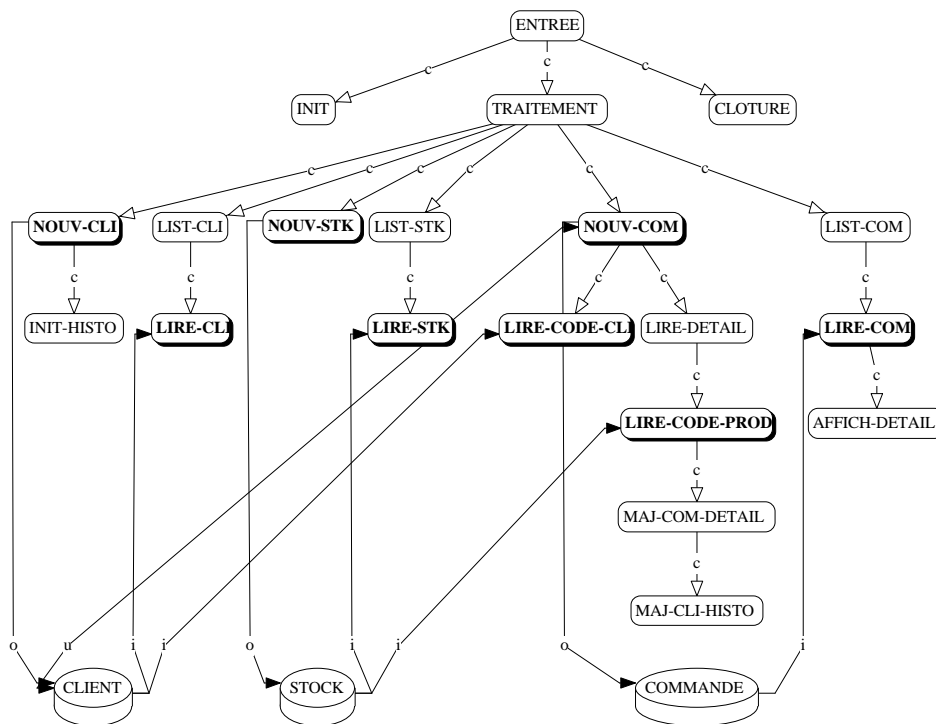 ENTREE
c
c
c
INIT
TRAITEMENT
CLOTURE
c
c
c
c
c
c
NOUV-CLI
LIST-CLI
NOUV-STK
LIST-STK
NOUV-COM
LIST-COM
c
c
c
c
c
c
INIT-HISTO
LIRE-CLI
LIRE-STK
LIRE-CODE-CLI
LIRE-DETAIL
LIRE-COM
c
c
LIRE-CODE-PROD
AFFICH-DETAIL
c
MAJ-COM-DETAIL
c
MAJ-CLI-HISTO
o
u
i
i
o
i
i
o
i
CLIENT
STOCK
COMMANDE